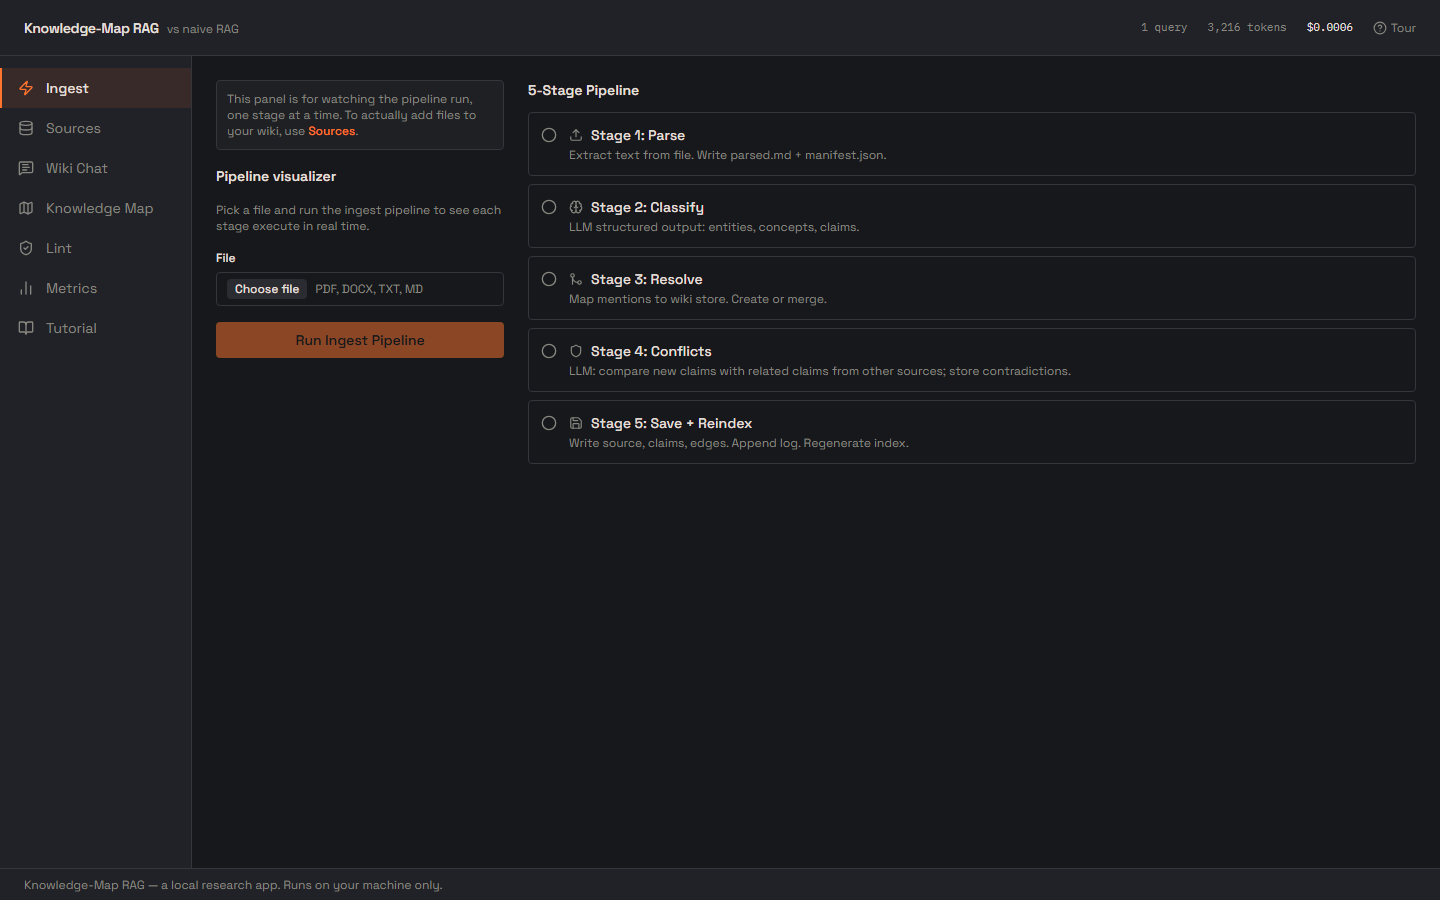 Knowledge-Map RAG vs naive RAG
1 query 3,216 tokens $0.0006 Tour
Ingest
Sources
Wiki Chat
Knowledge Map
Lint
Metrics
Tutorial
This panel is for watching the pipeline run,
one stage at a time. To actually add files to
your wiki, use Sources.
Pipeline visualizer
Pick a file and run the ingest pipeline to see each
stage execute in real time.
File
Choose file PDF, DOCX, TXT, MD
Run Ingest Pipeline
5-Stage Pipeline
Stage 1: Parse
Extract text from file. Write parsed.md + manifest.json.
Stage 2: Classify
LLM structured output: entities, concepts, claims.
Stage 3: Resolve
Map mentions to wiki store. Create or merge.
Stage 4: Conflicts
LLM: compare new claims with related claims from other sources; store contradictions.
Stage 5: Save + Reindex
Write source, claims, edges. Append log. Regenerate index.
Knowledge-Map RAG — a local research app. Runs on your machine only.